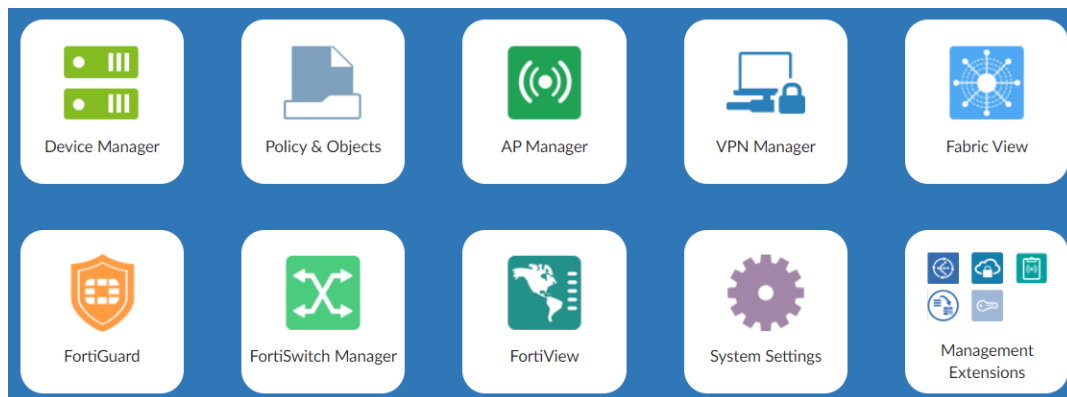 Device Manager
Policy & Objects
AP Manager
VPN Manager
Fabric View
FortiGuard
FortiSwitch Manager
FortiView
System Settings
Management
Extensions